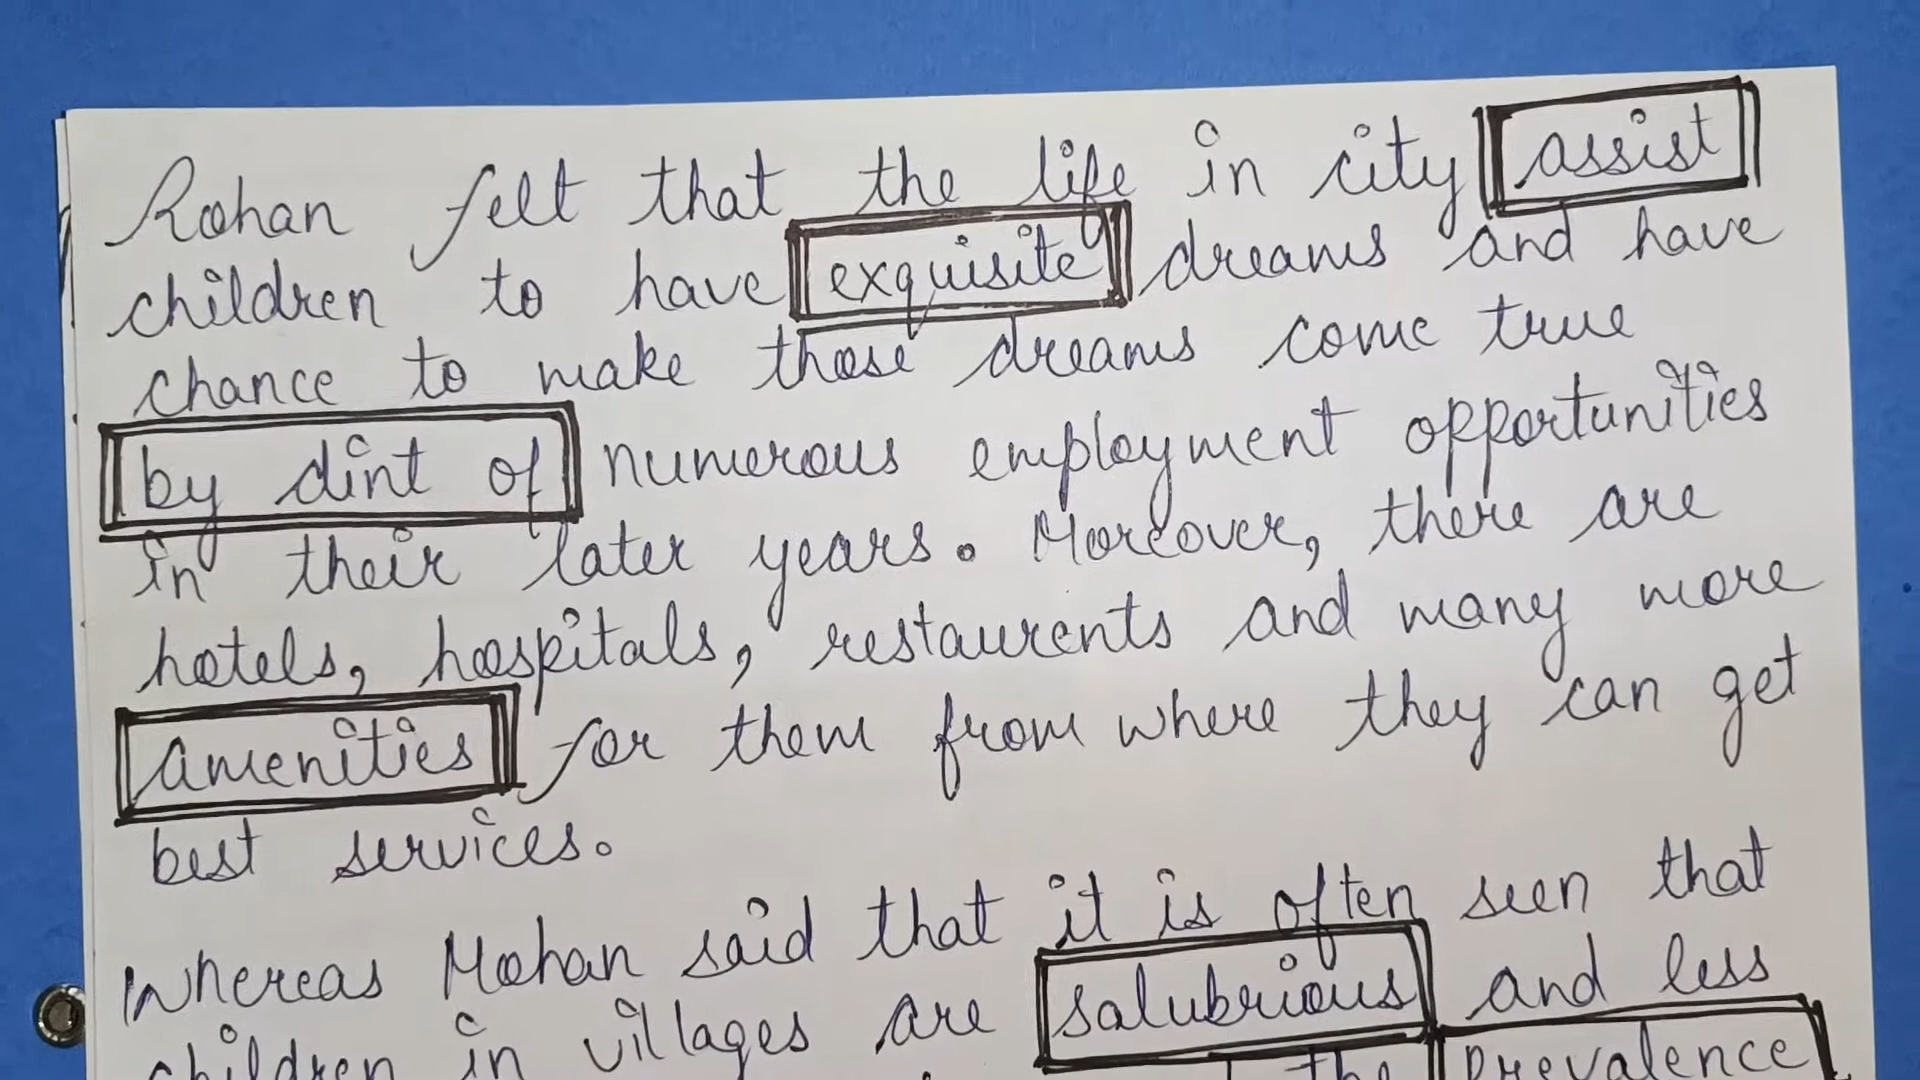 Rohan felt that the life in city assist
children to have exquisite dreams and have
chance to make those dreams come true
by dint of numerous employment opportunities
in their later years. Moreover, there are
hotels, hospitals, restaurents and many more
amenities for them from where they can get
best services.
Whereas Mohan said that it is often seen that
children in villages are salubrious and less
the prevalence